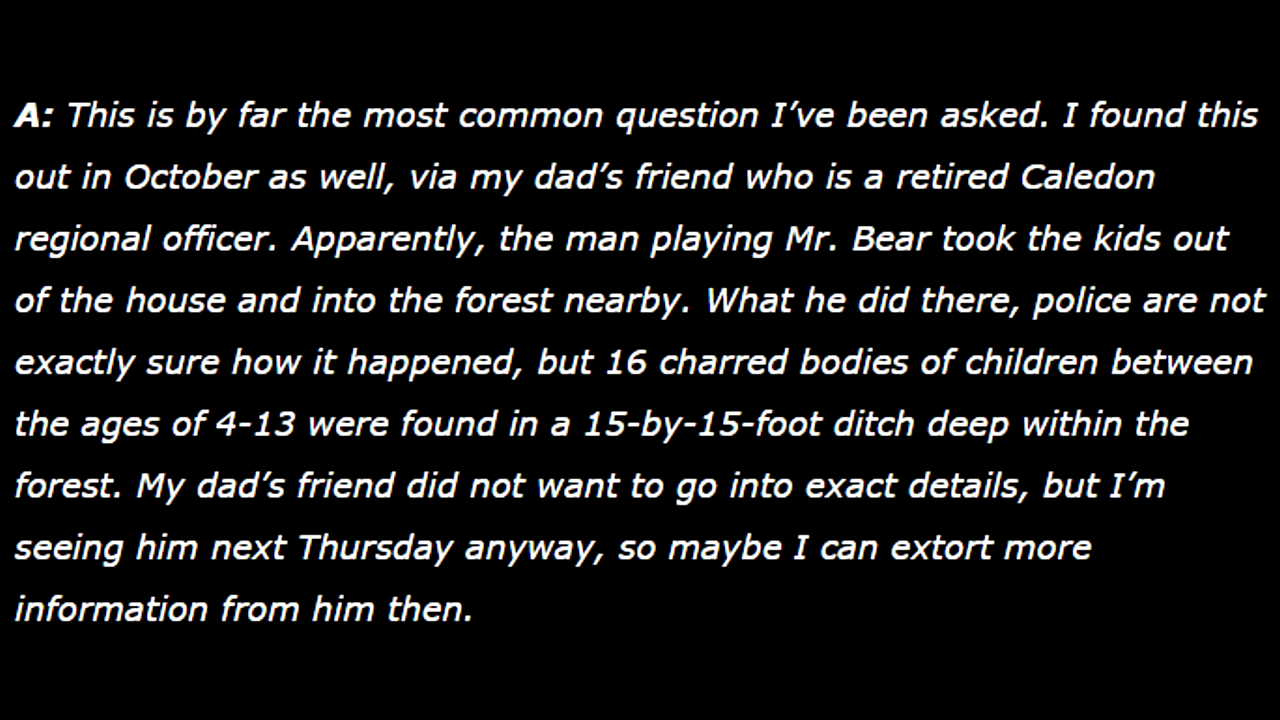 A: This is by far the most common question I’ve been asked. I found this
out in October as well, via my dad’s friend who is a retired Caledon
regional officer. Apparently, the man playing Mr. Bear took the kids out
of the house and into the forest nearby. What he did there, police are not
exactly sure how it happened, but 16 charred bodies of children between
the ages of 4-13 were found in a 15-by-15-foot ditch deep within the
forest. My dad’s friend did not want to go into exact details, but I’m
seeing him next Thursday anyway, so maybe I can extort more
information from him then.